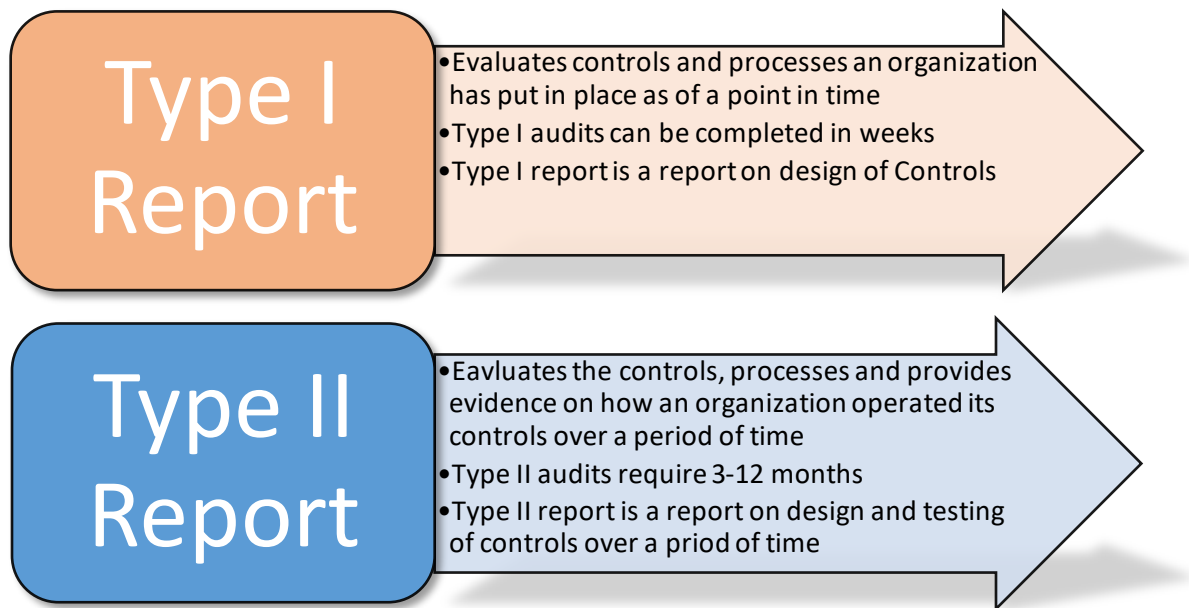 Type I
Report
•Evaluates controls and processes an organization
has put in place as of a point in time
•Type I audits can be completed in weeks
•Type I report is a report on design of Controls
Type II
Report
•Eavluates the controls, processes and provides
evidence on how an organization operated its
controls over a period of time
•Type II audits require 3-12 months
•Type II report is a report on design and testing
of controls over a priod of time